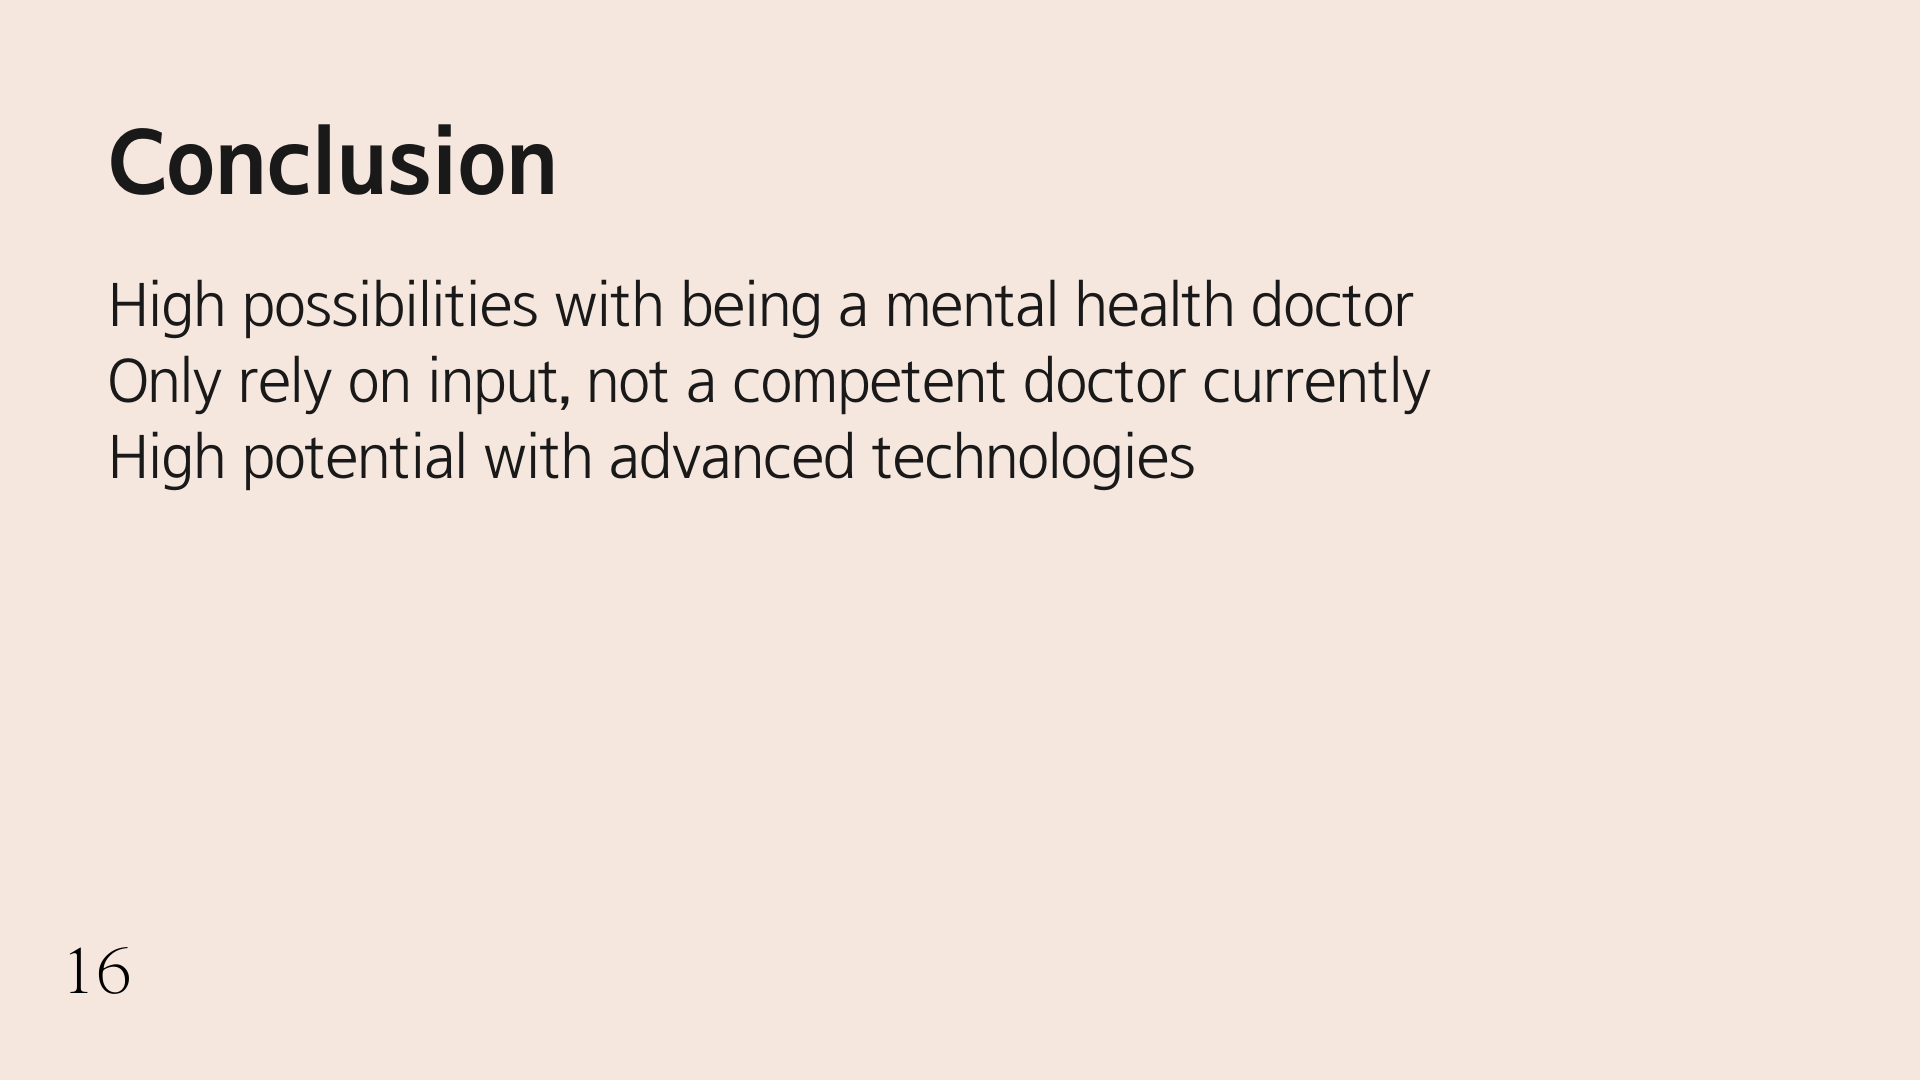 Conclusion
High possibilities with being a mental health doctor
Only rely on input, not a competent doctor currently
High potential with advanced technologies
16